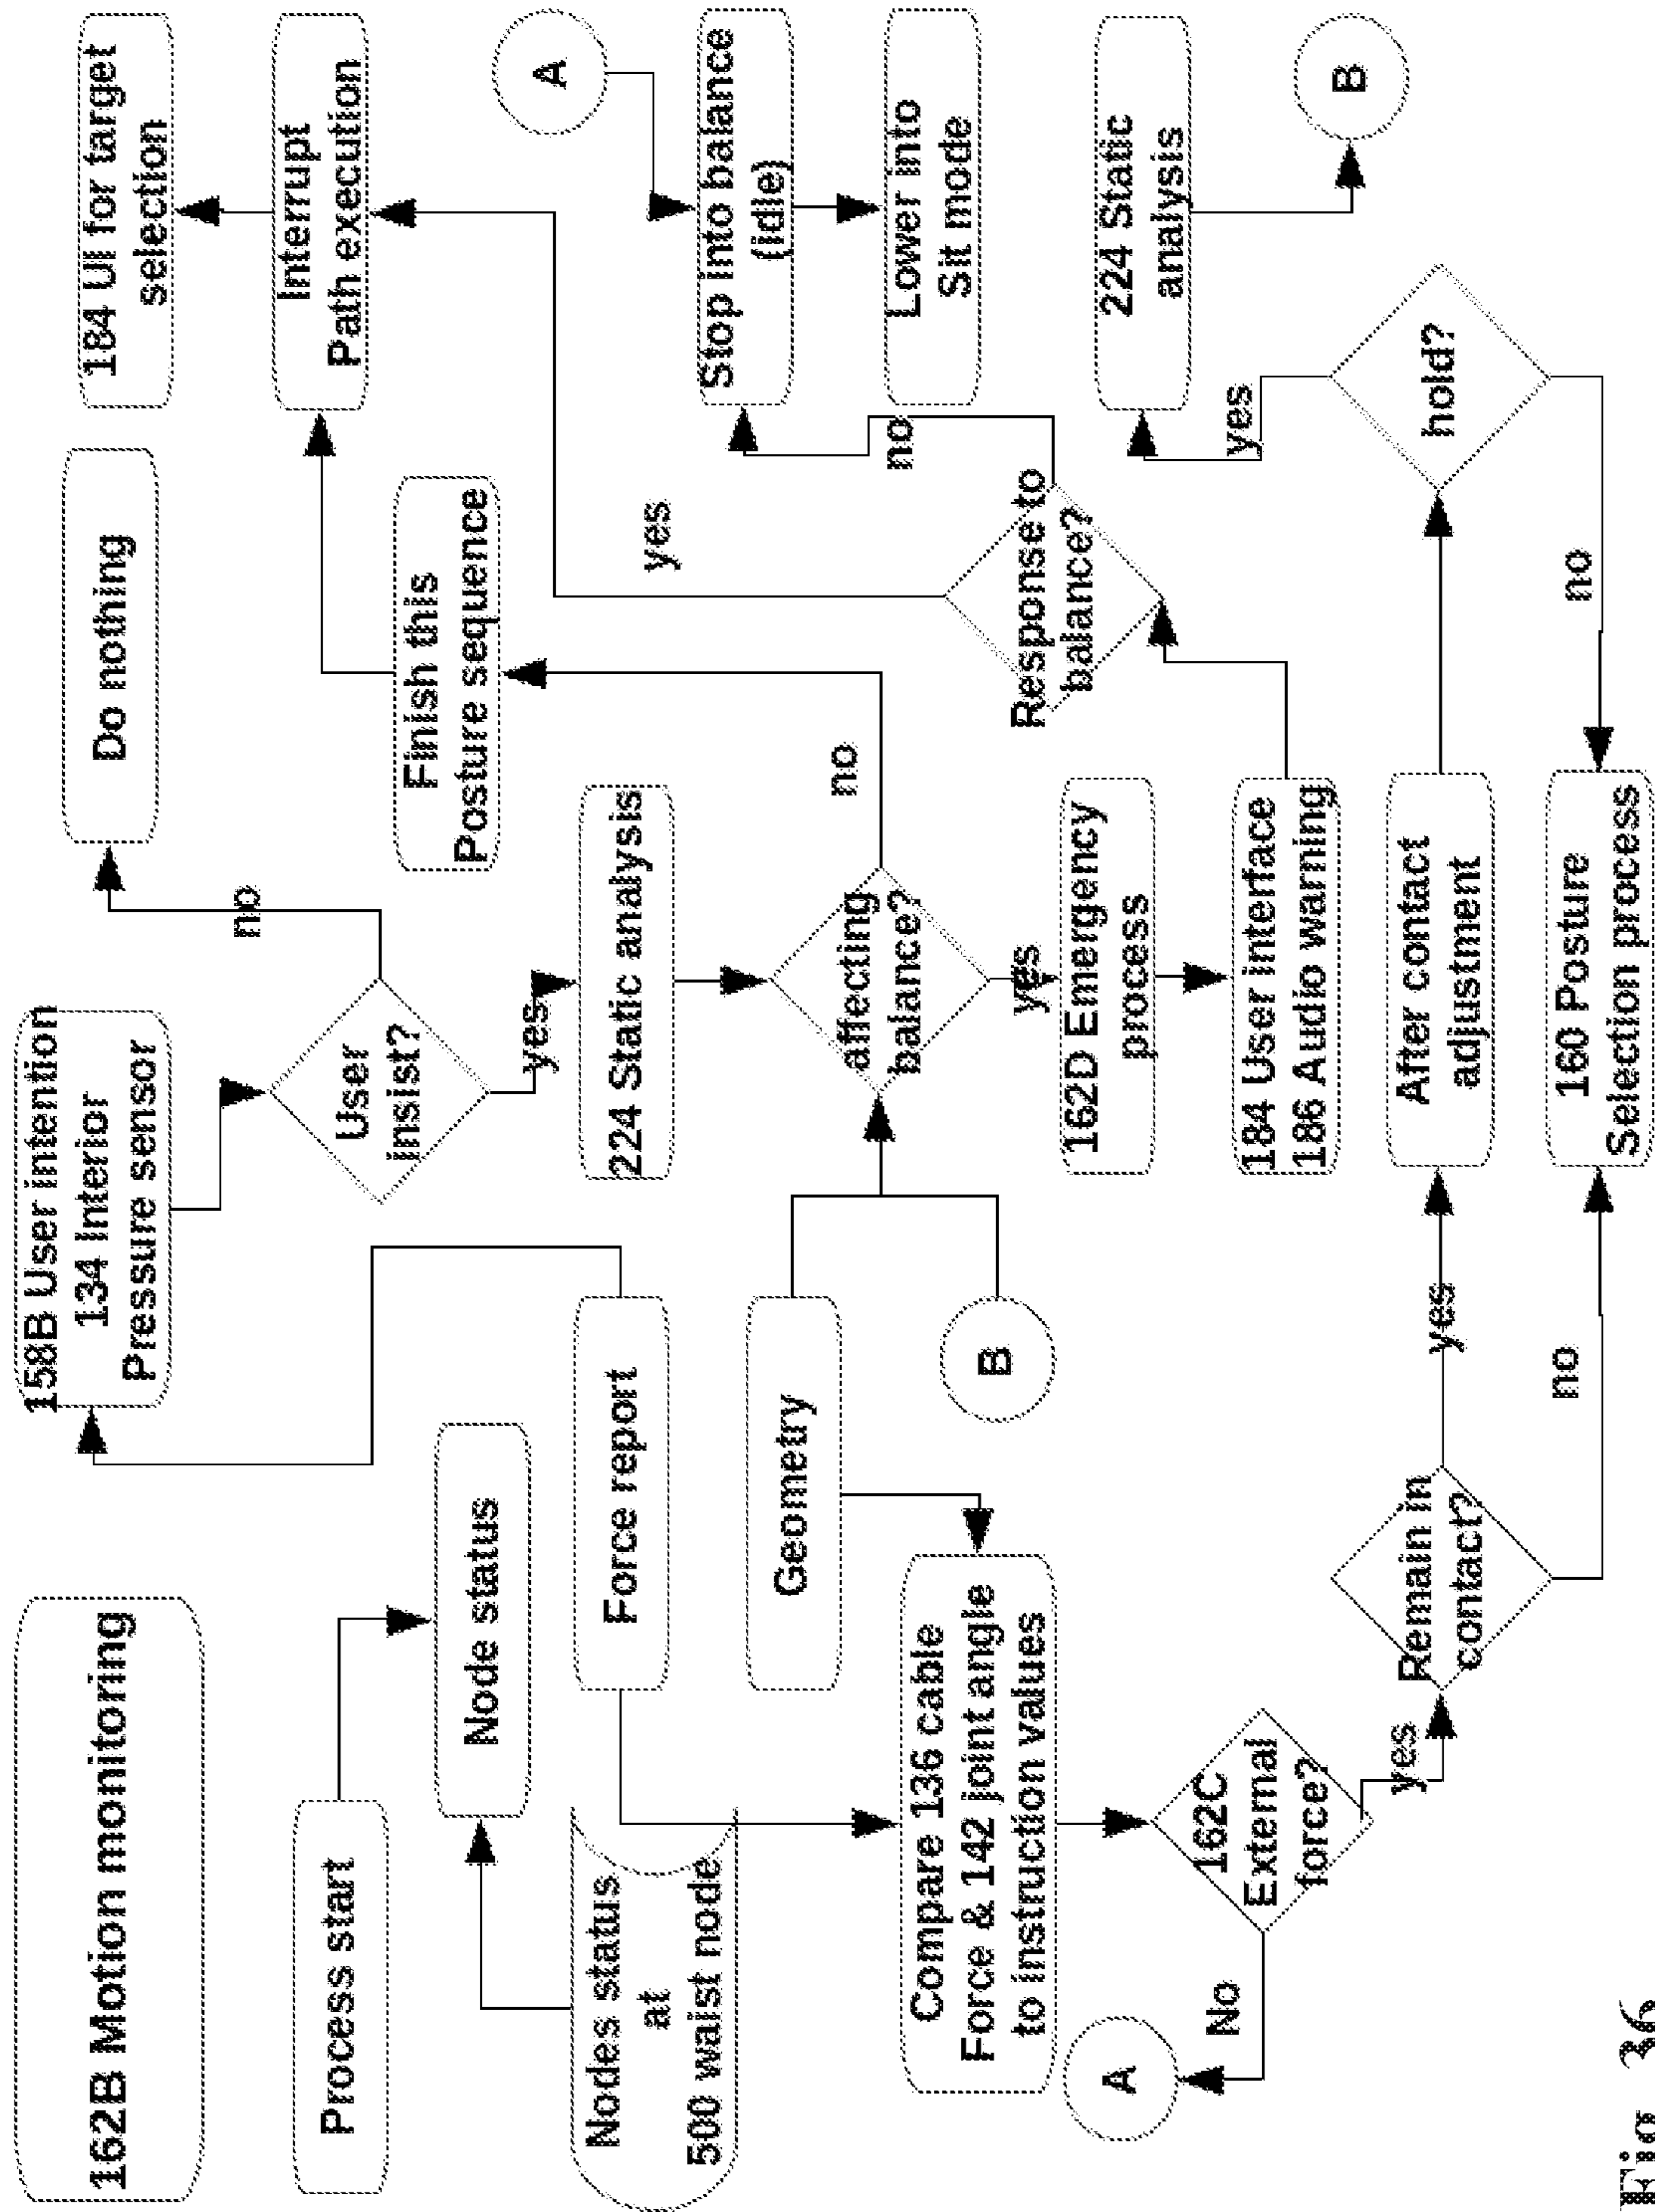 162B Motion monitoring
Process start
Node status
Nodes status
at
500 waist node
Force report
Geometry
Compare 136 cable
Force & 142 joint angle
to instruction values
162C
External
force?
No
A
yes
Remain in
contact?
yes
no
158B User intention
134 Interior
Pressure sensor
User
insist?
no
Do nothing
yes
224 Static analysis
affecting
balance?
B
no
Finish this
Posture sequence
Interrupt
Path execution
184 UI for target
selection
yes
162D Emergency
process
184 User interface
186 Audio warning
Response to
balance?
yes
no
A
Stop into balance
(idle)
Lower into
Sit mode
After contact
adjustment
hold?
yes
224 Static
analysis
B
no
160 Posture
Selection process
Fig. 36